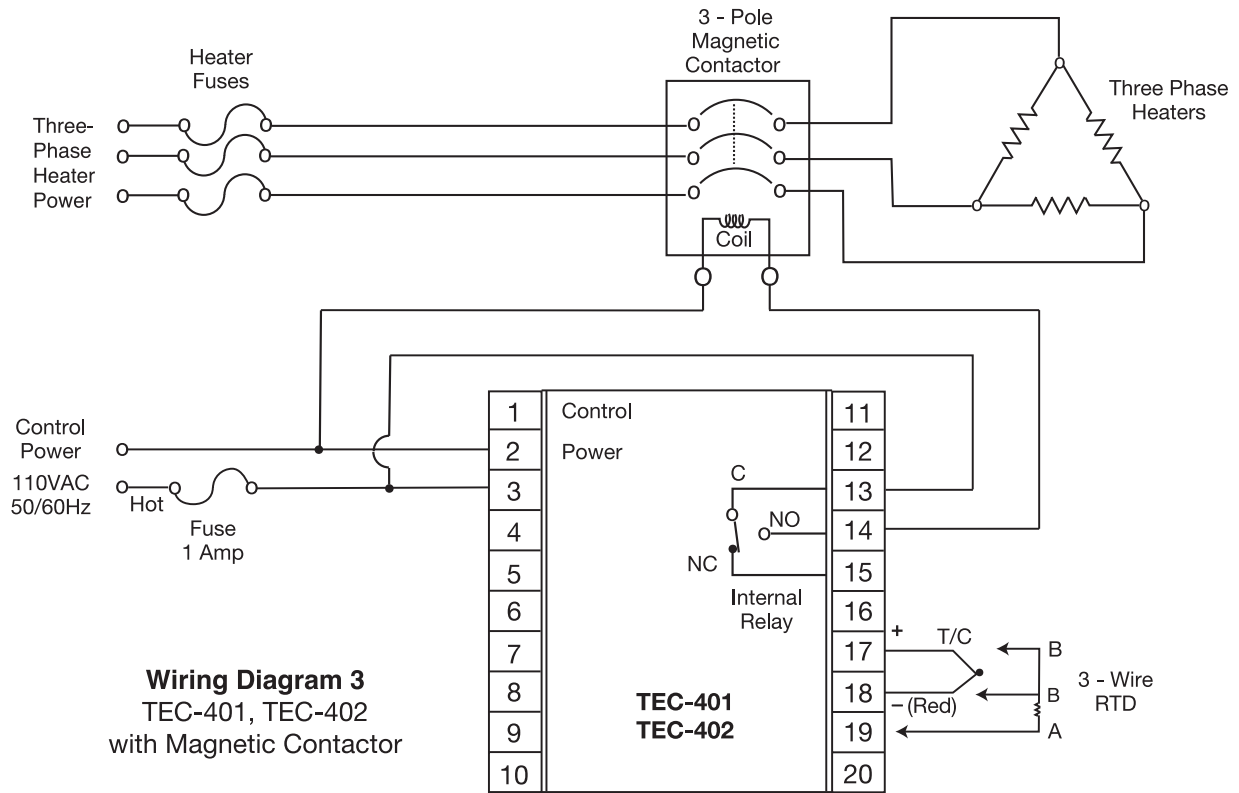 3 - Pole
Magnetic
Contactor
Heater
Fuses
Three-
Phase
Heater
Power
Three Phase
Heaters
Coil
Control
Power
110VAC
50/60Hz
Hot
Fuse
1 Amp
1
2
3
4
5
6
7
8
9
10
Control
Power
C
NO
NC
Internal
Relay
TEC-401
TEC-402
11
12
13
14
15
16
17
18
19
20
+
T/C
– (Red)
B
B
A
3 - Wire
RTD
Wiring Diagram 3
TEC-401, TEC-402
with Magnetic Contactor